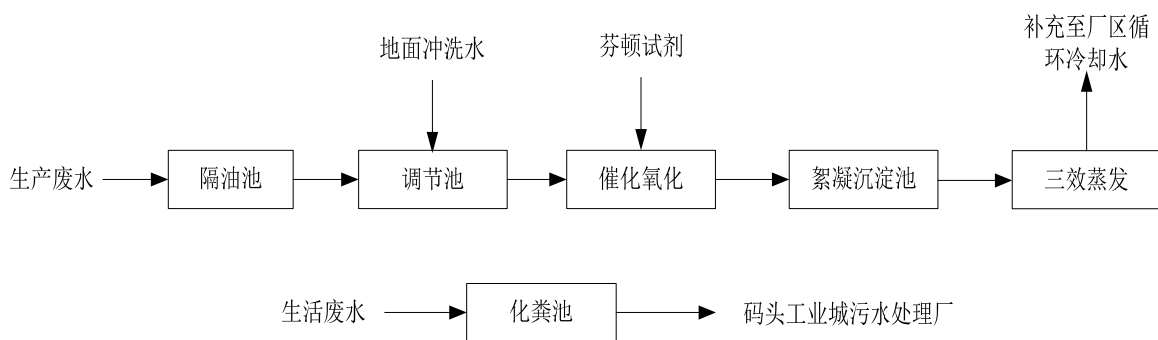 补充至厂区循
环冷却水
地面冲洗水
芬顿试剂
生产废水
隔油池
调节池
催化氧化
絮凝沉淀池
三效蒸发
生活废水
化粪池
码头工业城污水处理厂